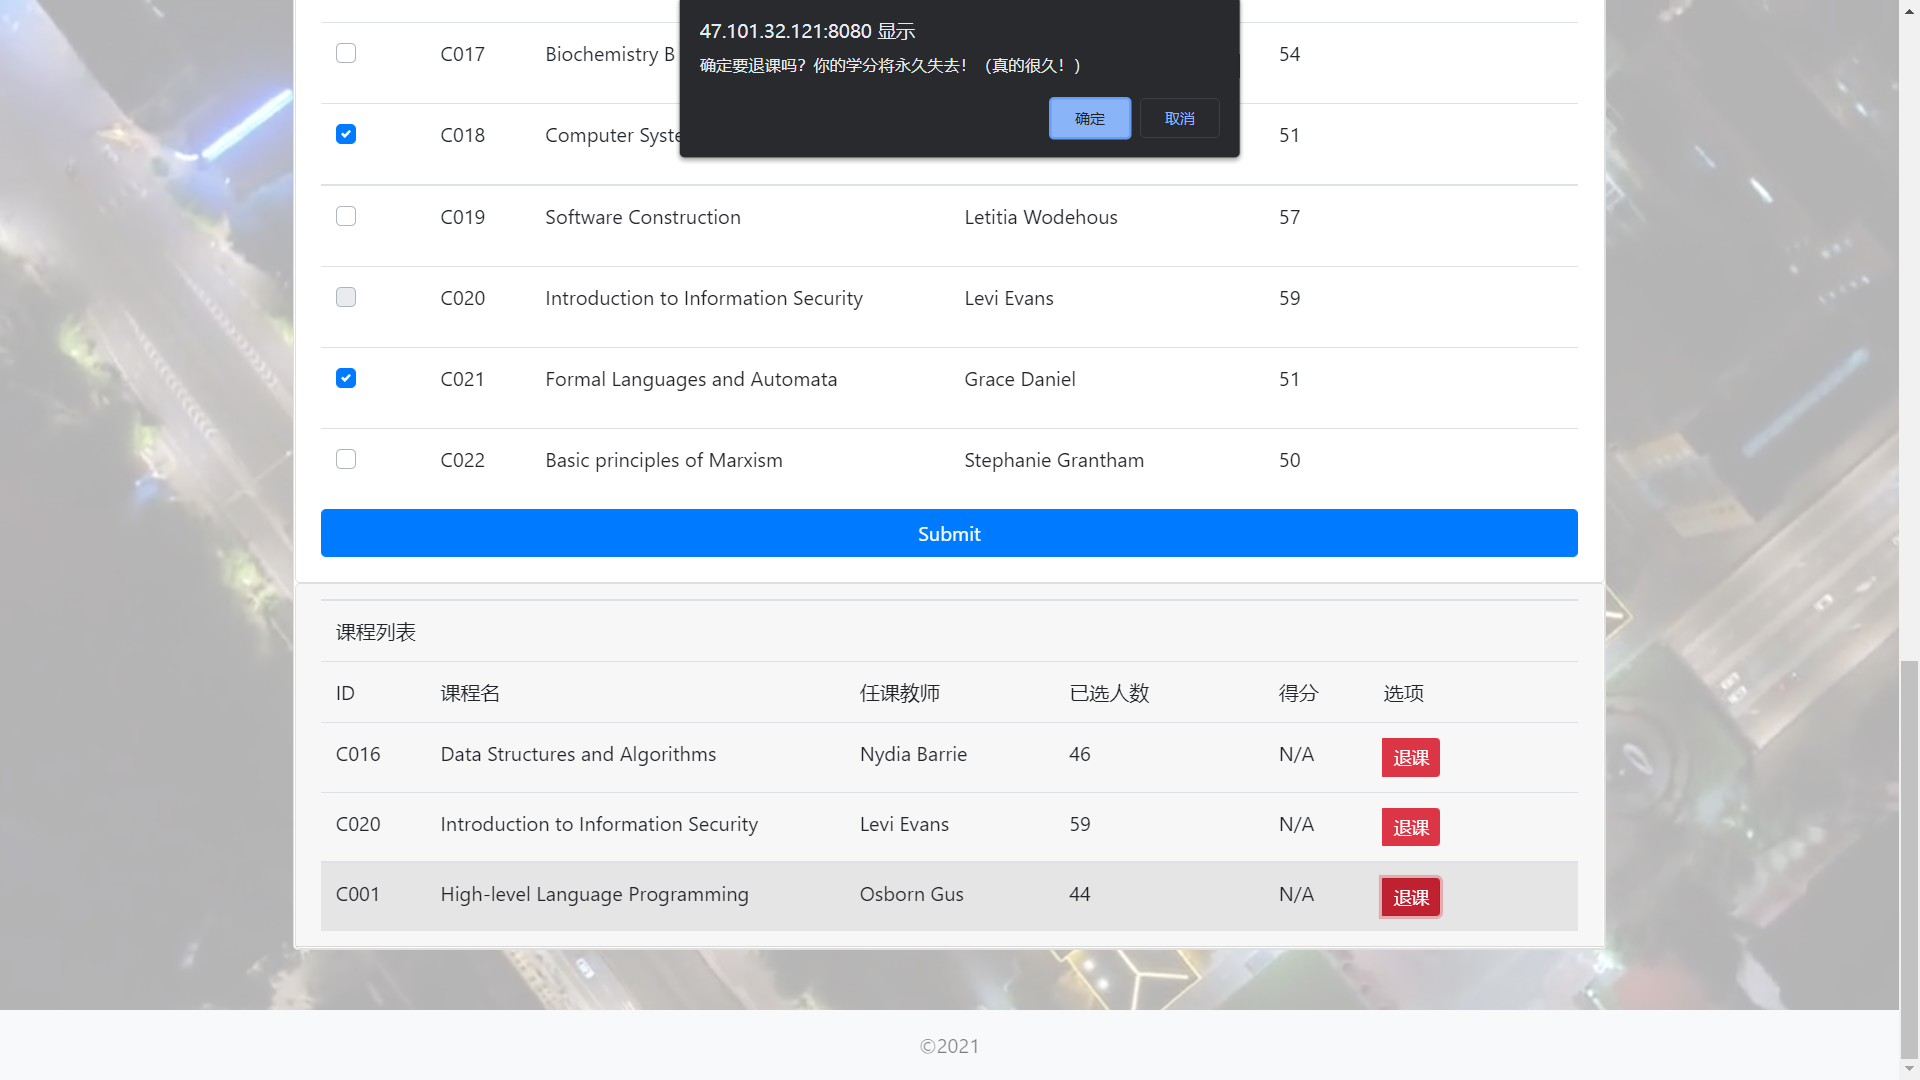 47.101.32.121:8080 显示
确定要退课吗？你的学分将永久失去！（真的很久！）
确定 取消
C017 Biochemistry B 54
C018 Computer Syste 51
C019 Software Construction Letitia Wodehous 57
C020 Introduction to Information Security Levi Evans 59
C021 Formal Languages and Automata Grace Daniel 51
C022 Basic principles of Marxism Stephanie Grantham 50
Submit
课程列表
ID 课程名 任课教师 已选人数 得分 选项
C016 Data Structures and Algorithms Nydia Barrie 46 N/A 退课
C020 Introduction to Information Security Levi Evans 59 N/A 退课
C001 High-level Language Programming Osborn Gus 44 N/A 退课
©2021